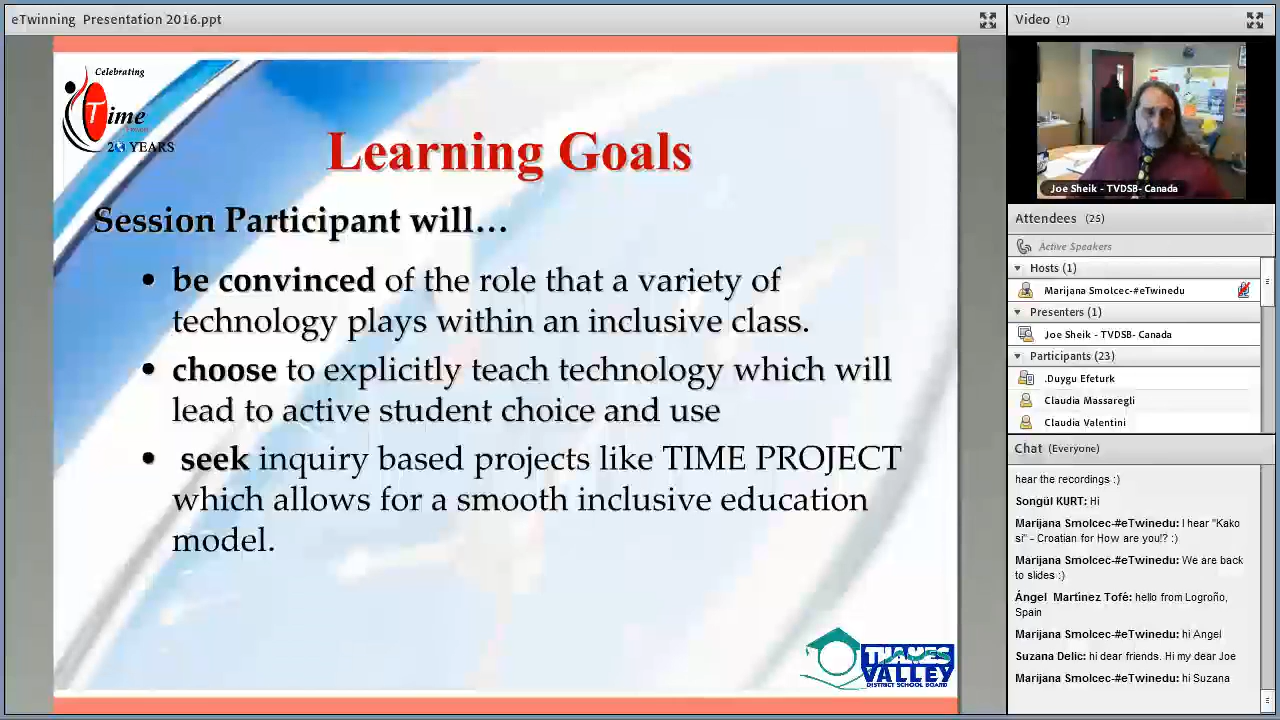 eTwinning Presentation 2016.ppt
Celebrating
Time
20 YEARS
Learning Goals
Session Participant will…
• be convinced of the role that a variety of
technology plays within an inclusive class.
• choose to explicitly teach technology which will
lead to active student choice and use
• seek inquiry based projects like TIME PROJECT
which allows for a smooth inclusive education
model.
THAMES
VALLEY
DISTRICT SCHOOL BOARD
Video (1)
Joe Sheik - TVDSB- Canada
Attendees (25)
Active Speakers
Hosts (1)
Marijana Smolcec-#eTwinedu
Presenters (1)
Joe Sheik - TVDSB- Canada
Participants (23)
.Duygu Efeturk
Claudia Massaregli
Claudia Valentini
Chat (Everyone)
hear the recordings :)
Songül KURT: Hi
Marijana Smolcec-#eTwinedu: I hear "Kako
si" - Croatian for How are you!? :)
Marijana Smolcec-#eTwinedu: We are back
to slides :)
Ángel Martínez Tofé: hello from Logroño,
Spain
Marijana Smolcec-#eTwinedu: hi Angel
Suzana Delic: hi dear friends. Hi my dear Joe
Marijana Smolcec-#eTwinedu: hi Suzana